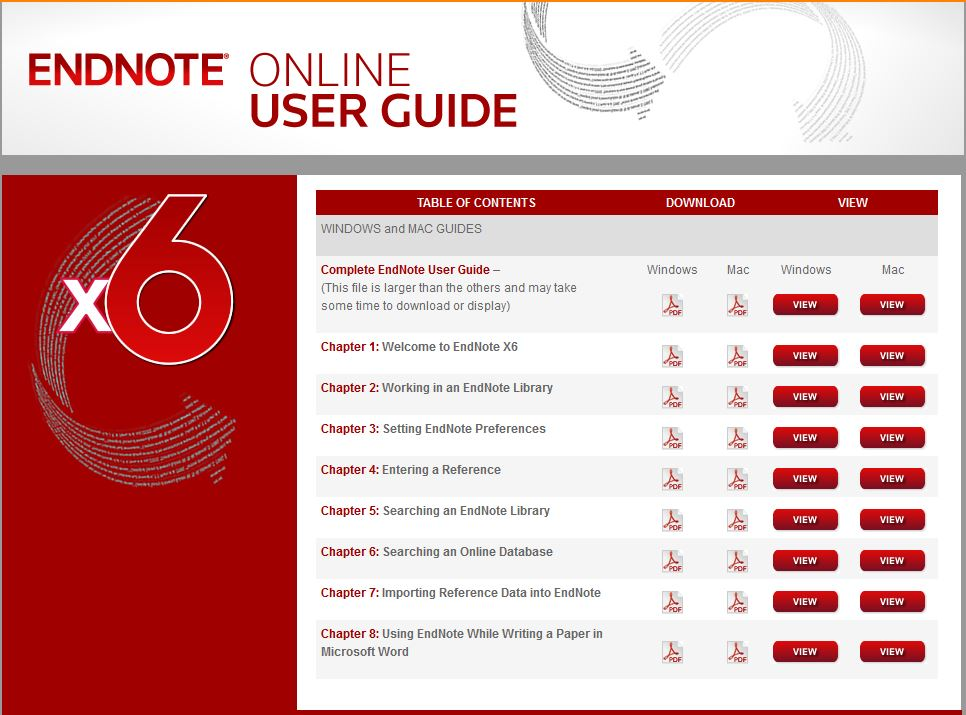 ENDNOTE® ONLINE
USER GUIDE
x6
TABLE OF CONTENTS DOWNLOAD VIEW
WINDOWS and MAC GUIDES
Complete EndNote User Guide – Windows Mac Windows Mac
(This file is larger than the others and may take
some time to download or display) PDF PDF VIEW VIEW
Chapter 1: Welcome to EndNote X6 PDF PDF VIEW VIEW
Chapter 2: Working in an EndNote Library PDF PDF VIEW VIEW
Chapter 3: Setting EndNote Preferences PDF PDF VIEW VIEW
Chapter 4: Entering a Reference PDF PDF VIEW VIEW
Chapter 5: Searching an EndNote Library PDF PDF VIEW VIEW
Chapter 6: Searching an Online Database PDF PDF VIEW VIEW
Chapter 7: Importing Reference Data into EndNote PDF PDF VIEW VIEW
Chapter 8: Using EndNote While Writing a Paper in
Microsoft Word PDF PDF VIEW VIEW